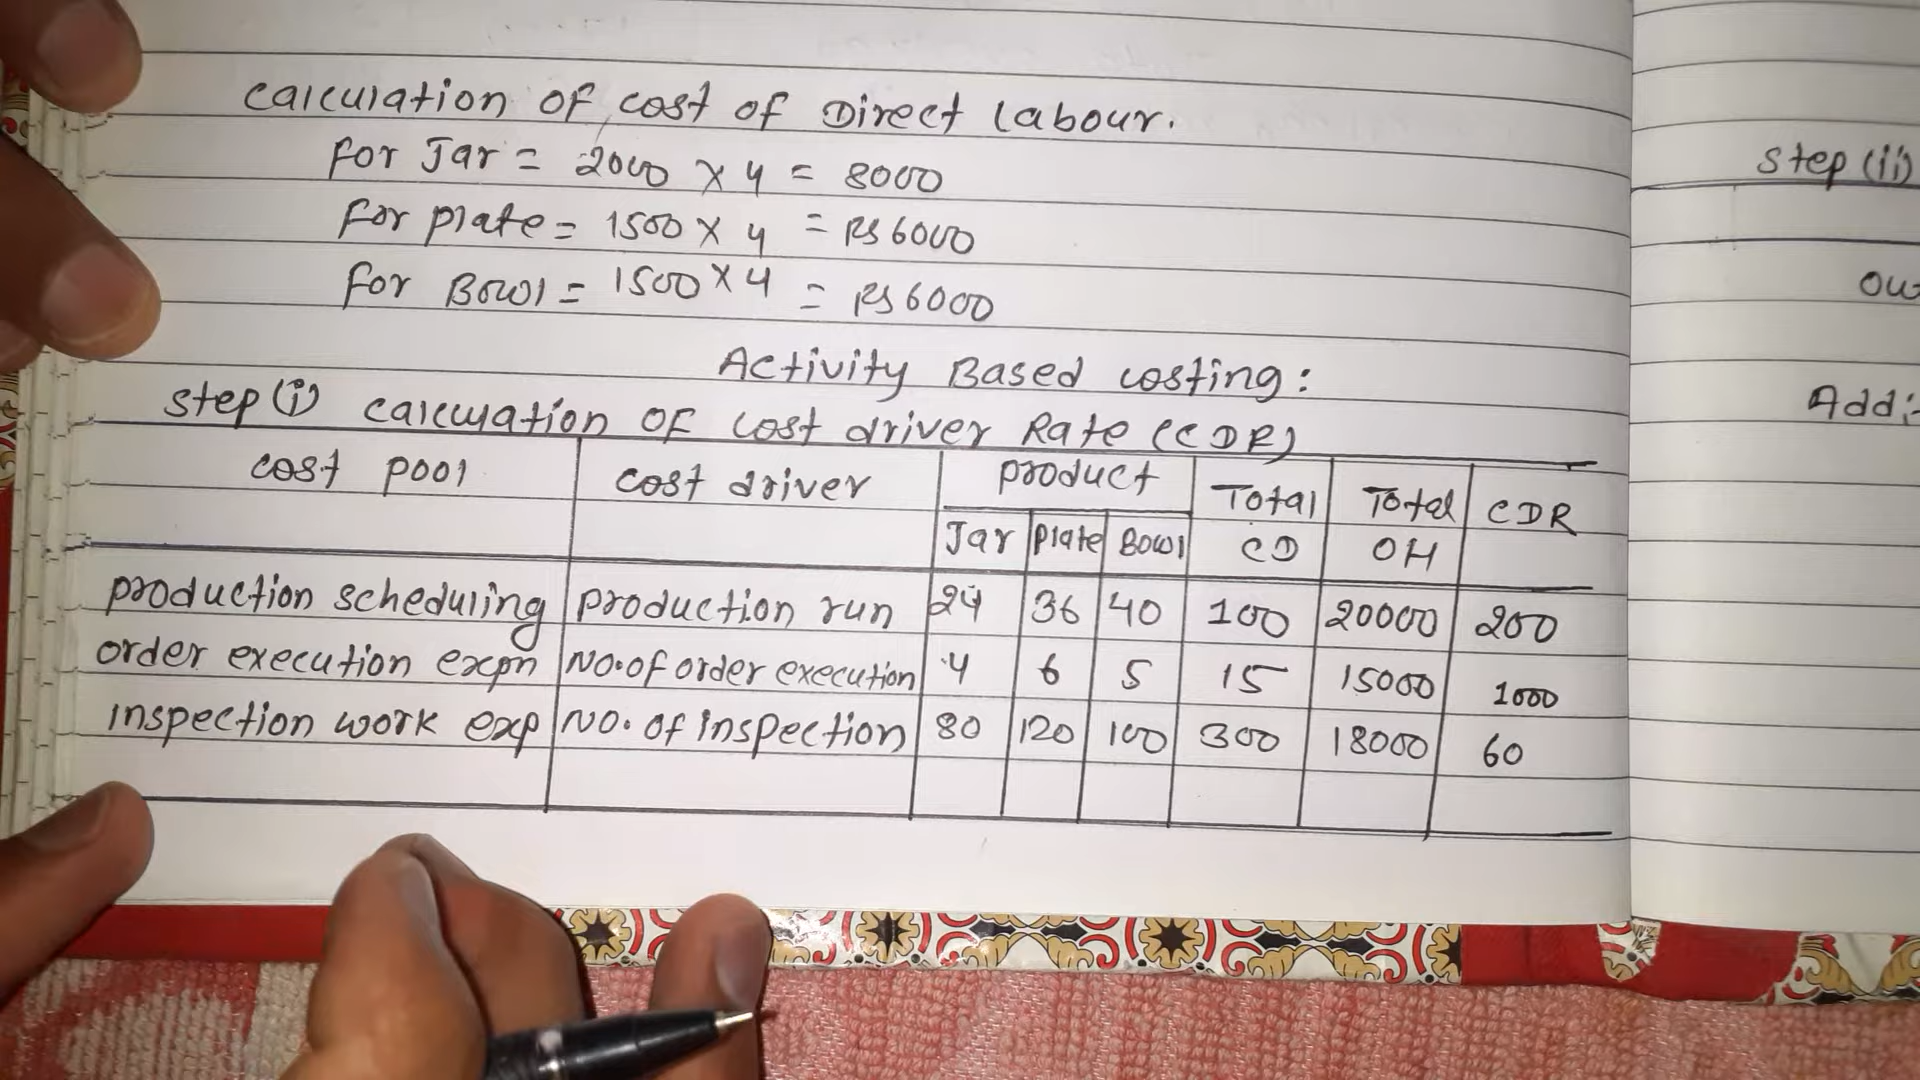 Calculation of cost of Direct Labour.
for Jar = 2000 × 4 = 8000
for plate = 1500 × 4 = Rs 6000
for Bowl = 1500 × 4 = Rs 6000
Activity Based costing:
step (i) calculation of cost driver Rate (CDR)
cost pool cost driver product Total Total CDR
Jar plate Bowl CD OH
production scheduling production run 24 36 40 100 20000 200
order execution expn No. of order execution 4 6 5 15 15000 1000
inspection work exp No. of inspection 80 120 100 300 18000 60
step (ii)
Add:-